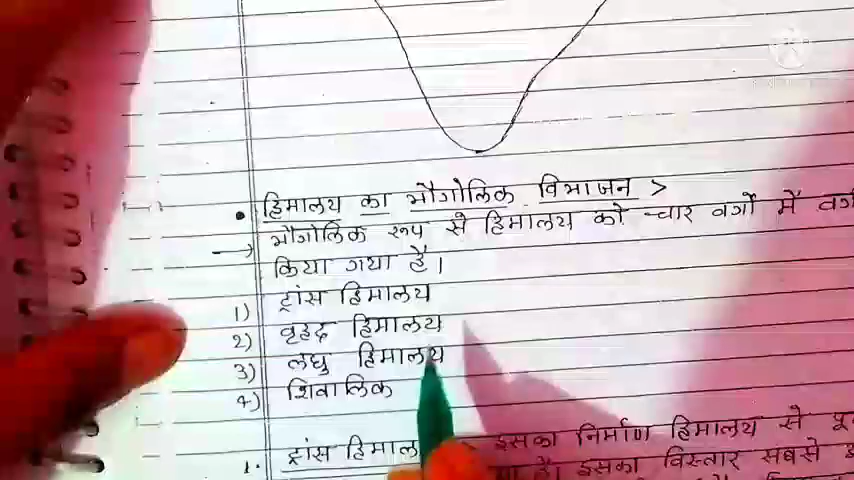 • हिमालय का भौगोलिक विभाजन >
→ भौगोलिक रूप से हिमालय को चार वर्गों में
किया गया है।
1) ट्रांस हिमालय
2) वृहद हिमालय
3) लघु हिमालय
4) शिवालिक
1. ट्रांस इसका निर्माण हिमालय से
है। इसका विस्तार सबसे